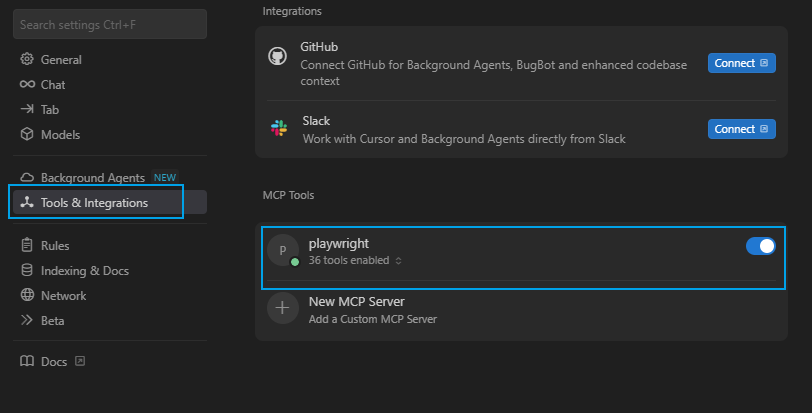 Search settings Ctrl+F
General
Chat
Tab
Models
Background Agents NEW
Tools & Integrations
Rules
Indexing & Docs
Network
Beta
Docs
Integrations
GitHub
Connect GitHub for Background Agents, BugBot and enhanced codebase
context
Connect
Slack
Work with Cursor and Background Agents directly from Slack
Connect
MCP Tools
P
playwright
36 tools enabled
New MCP Server
Add a Custom MCP Server